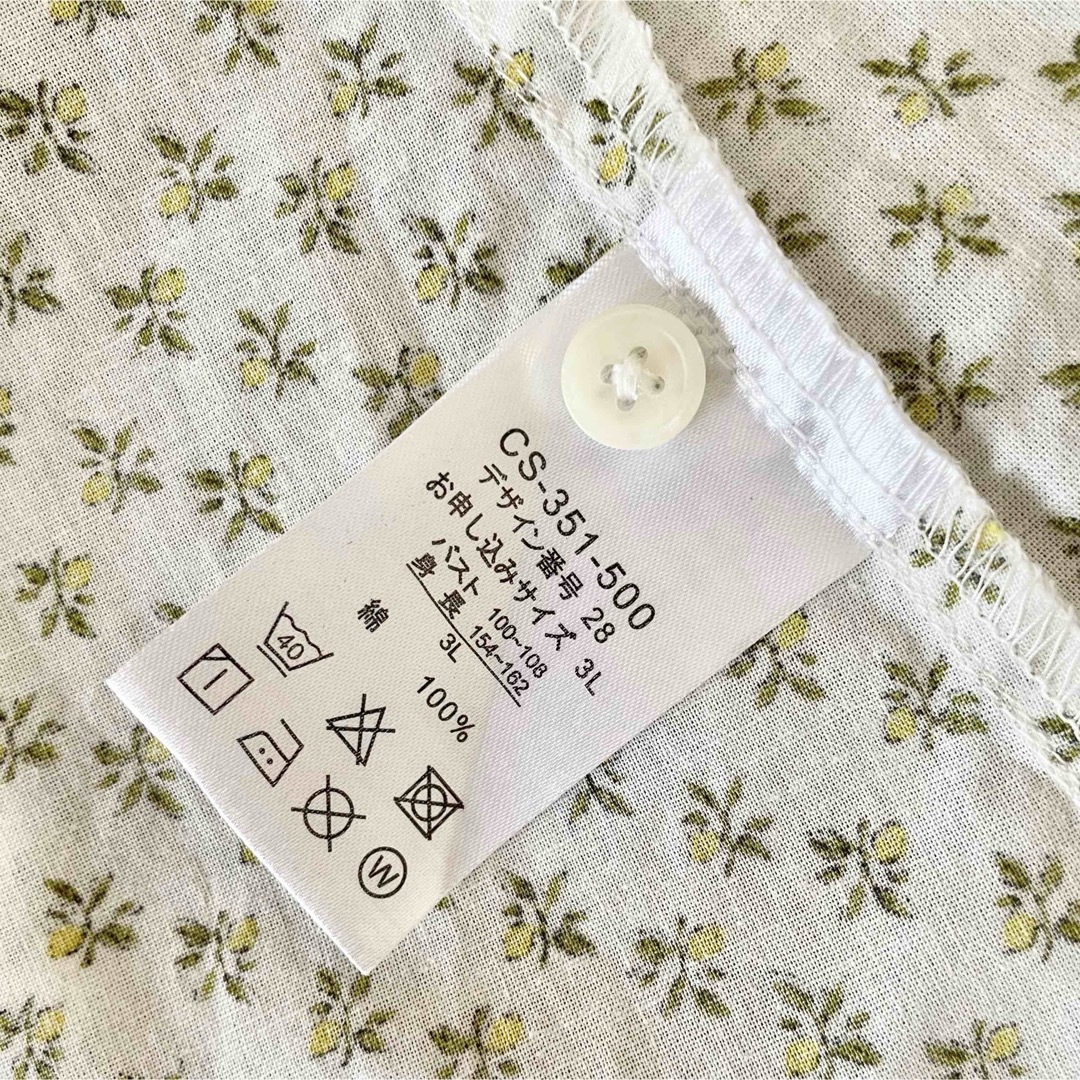 CS-351-500
デザイン番号 28
お申し込みサイズ 3L
バスト 100~108
身長 154~162
3L
綿 100%
40
W